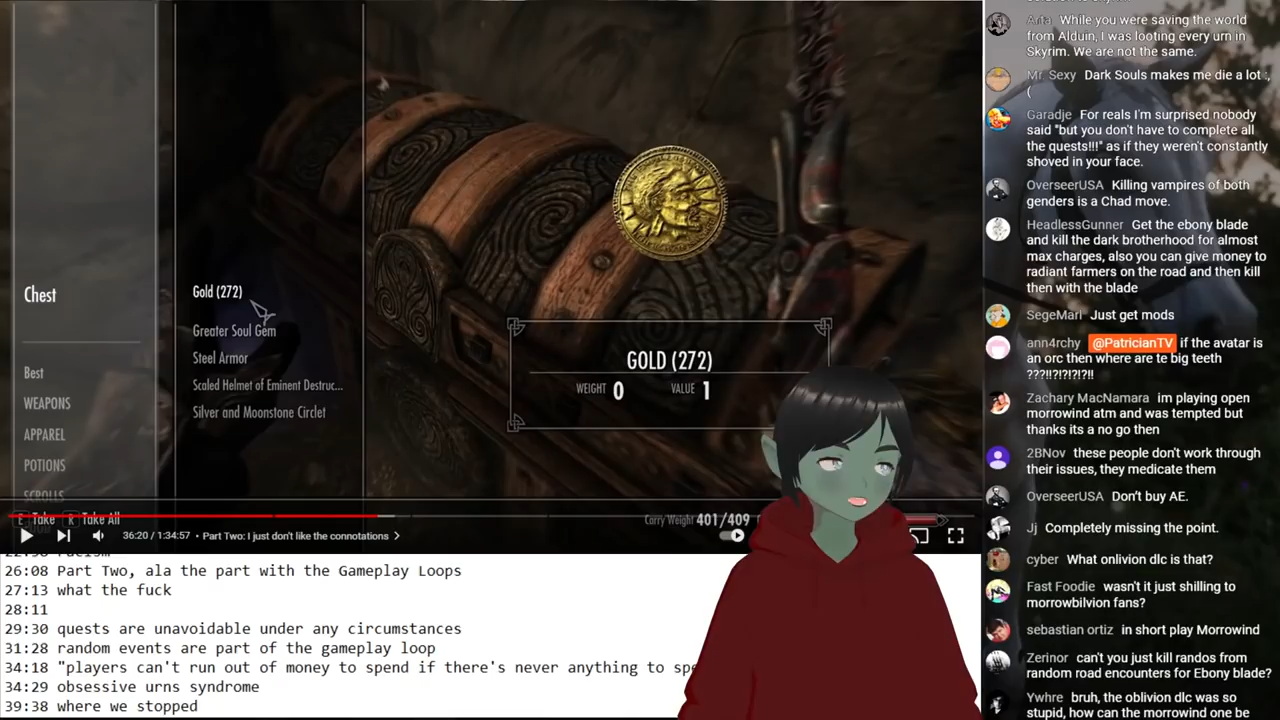 Chest
Best
WEAPONS
APPAREL
POTIONS
SCROLLS
Gold (272)
Greater Soul Gem
Steel Armor
Scaled Helmet of Eminent Destruc...
Silver and Moonstone Circlet
GOLD (272)
WEIGHT 0 VALUE 1
E Take R Take All
Carry Weight 401/409
36:20 / 1:34:57 • Part Two: I just don't like the connotations
26:08 Part Two, ala the part with the Gameplay Loops
27:13 what the fuck
28:11
29:30 quests are unavoidable under any circumstances
31:28 random events are part of the gameplay loop
34:18 "players can't run out of money to spend if there's never anything to spe
34:29 obsessive urns syndrome
39:38 where we stopped
Arta While you were saving the world
from Alduin, I was looting every urn in
Skyrim. We are not the same.
Mr. Sexy Dark Souls makes me die a lot :,
(
Garadje For reals I'm surprised nobody
said "but you don't have to complete all
the quests!!!" as if they weren't constantly
shoved in your face.
OverseerUSA Killing vampires of both
genders is a Chad move.
HeadlessGunner Get the ebony blade
and kill the dark brotherhood for almost
max charges, also you can give money to
radiant farmers on the road and then kill
then with the blade
SegeMarl Just get mods
ann4rchy @PatricianTV if the avatar is
an orc then where are te big teeth
???!!?!?!?!?!!
Zachary MacNamara im playing open
morrowind atm and was tempted but
thanks its a no go then
2BNov these people don't work through
their issues, they medicate them
OverseerUSA Don't buy AE.
Jj Completely missing the point.
cyber What onlivion dlc is that?
Fast Foodie wasn't it just shilling to
morrowbilvion fans?
sebastian ortiz in short play Morrowind
Zerinor can't you just kill randos from
random road encounters for Ebony blade?
Ywhre bruh, the oblivion dlc was so
stupid, how can the morrowind one be